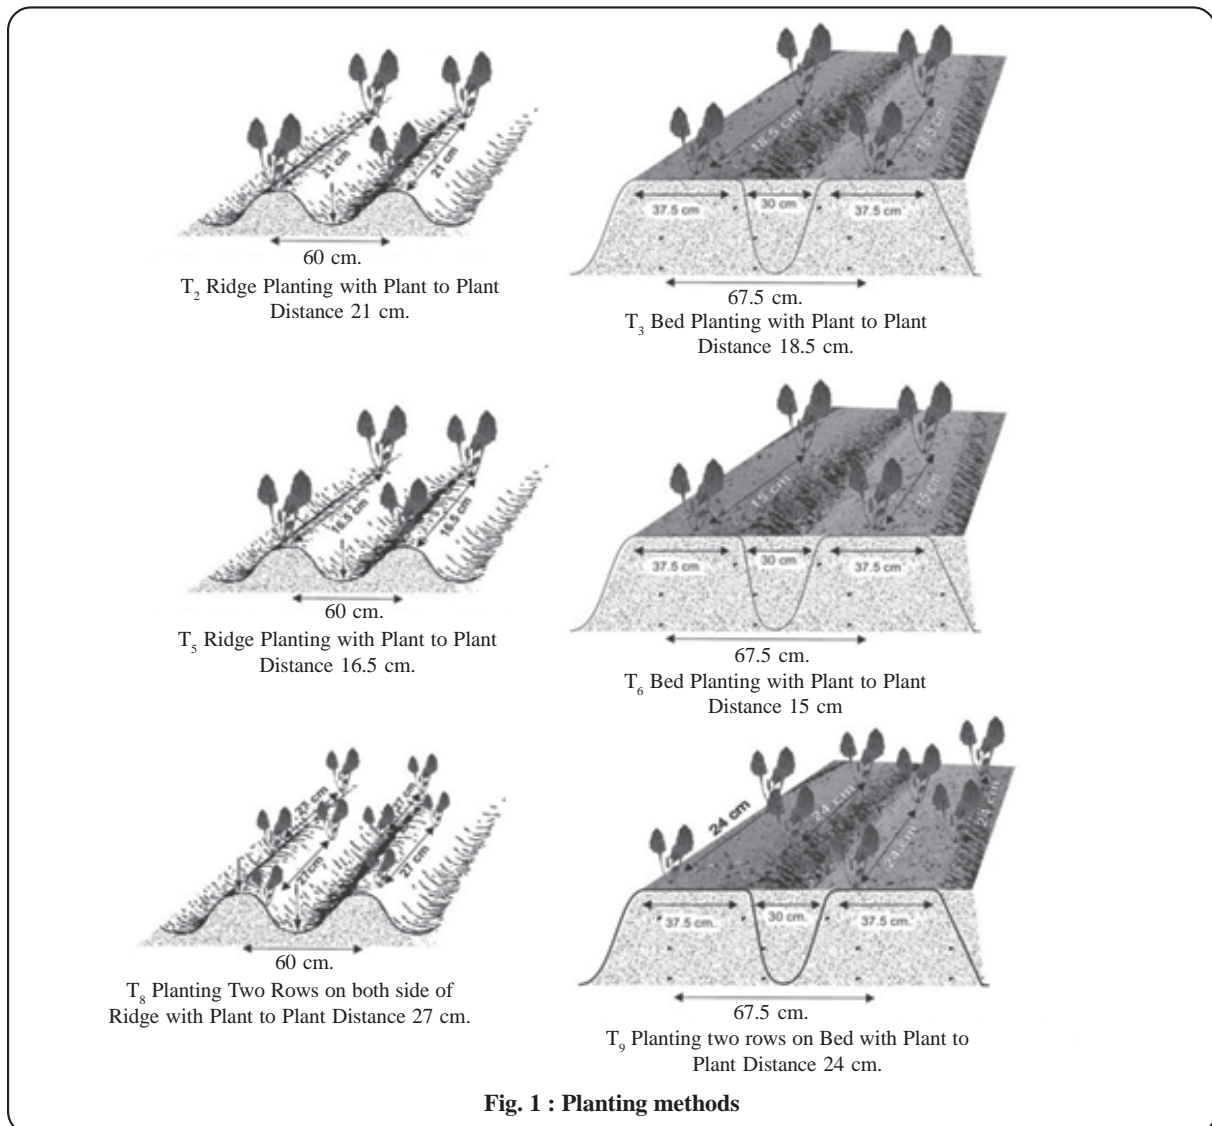 21 cm
21 cm
60 cm.
T2 Ridge Planting with Plant to Plant
Distance 21 cm.
18.5 cm
18.5 cm
37.5 cm
30 cm
37.5 cm
67.5 cm.
T3 Bed Planting with Plant to Plant
Distance 18.5 cm.
16.5 cm
16.5 cm
60 cm.
T5 Ridge Planting with Plant to Plant
Distance 16.5 cm.
15 cm
15 cm
37.5 cm
30 cm
37.5 cm
67.5 cm.
T6 Bed Planting with Plant to Plant
Distance 15 cm
27 cm
27 cm
27 cm
60 cm.
T8 Planting Two Rows on both side of
Ridge with Plant to Plant Distance 27 cm.
24 cm
24 cm
24 cm
24 cm
37.5 cm.
30 cm.
37.5 cm.
67.5 cm.
T9 Planting two rows on Bed with Plant to
Plant Distance 24 cm.
Fig. 1 : Planting methods